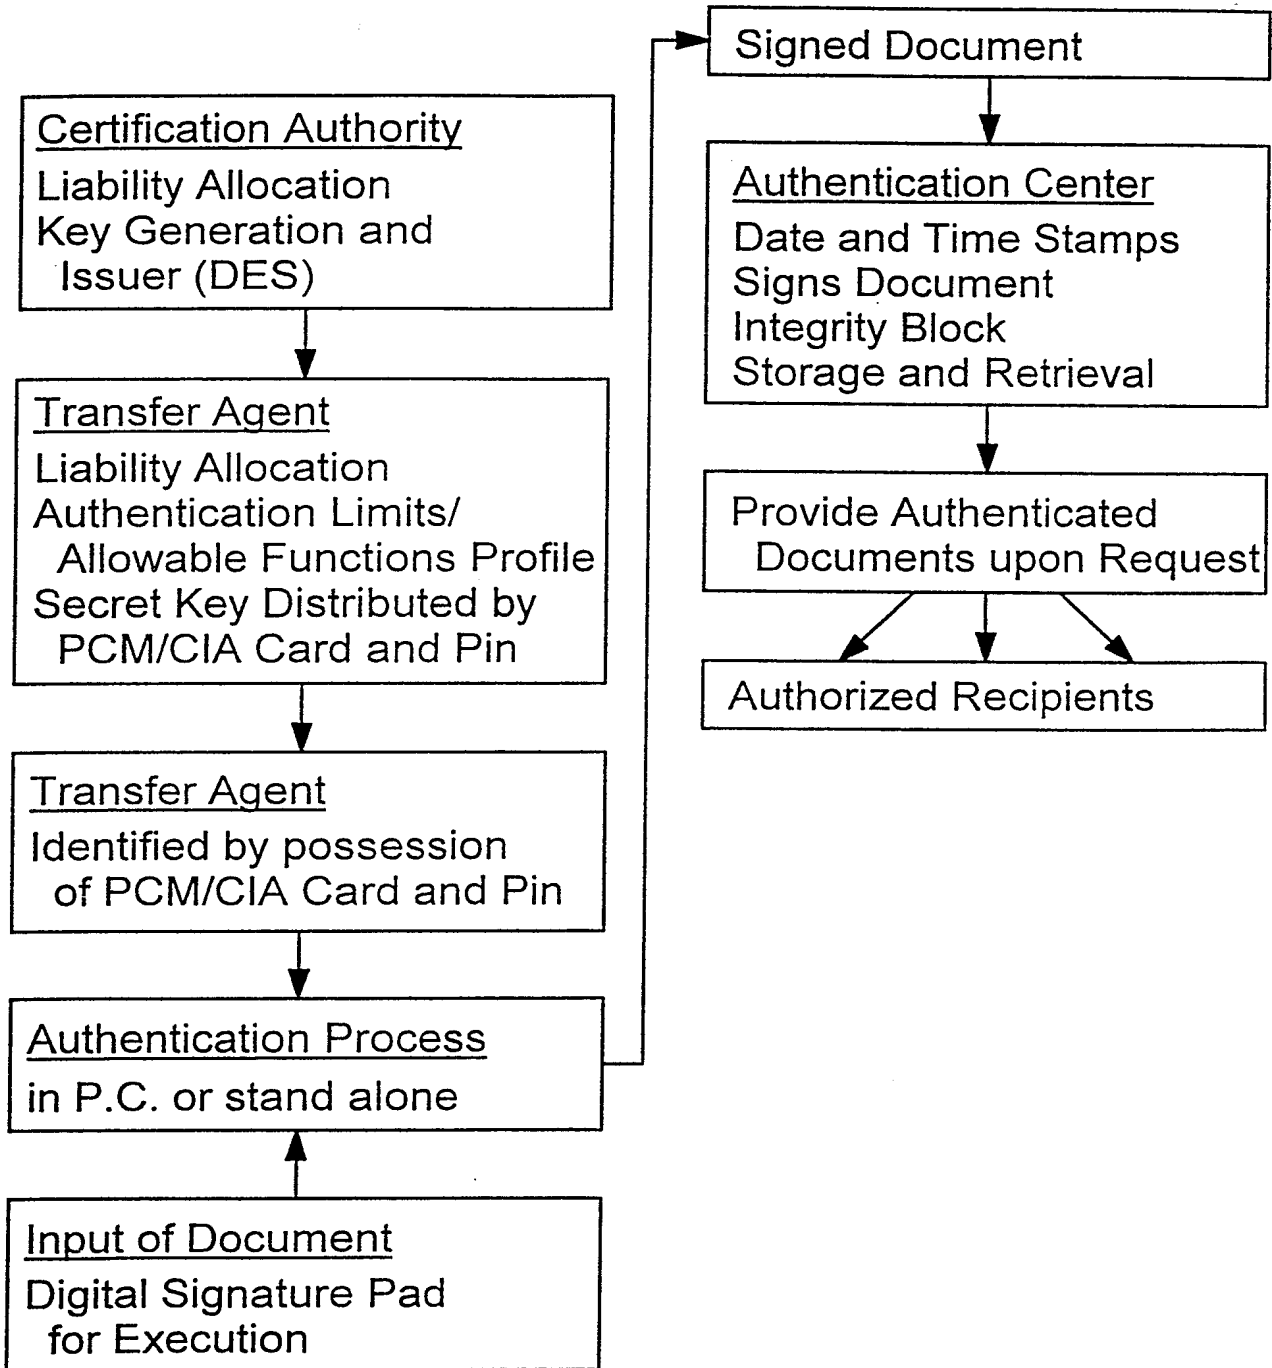 Certification Authority
Liability Allocation
Key Generation and
Issuer (DES)
Transfer Agent
Liability Allocation
Authentication Limits/
Allowable Functions Profile
Secret Key Distributed by
PCM/CIA Card and Pin
Transfer Agent
Identified by possession
of PCM/CIA Card and Pin
Authentication Process
in P.C. or stand alone
Input of Document
Digital Signature Pad
for Execution
Signed Document
Authentication Center
Date and Time Stamps
Signs Document
Integrity Block
Storage and Retrieval
Provide Authenticated
Documents upon Request
Authorized Recipients